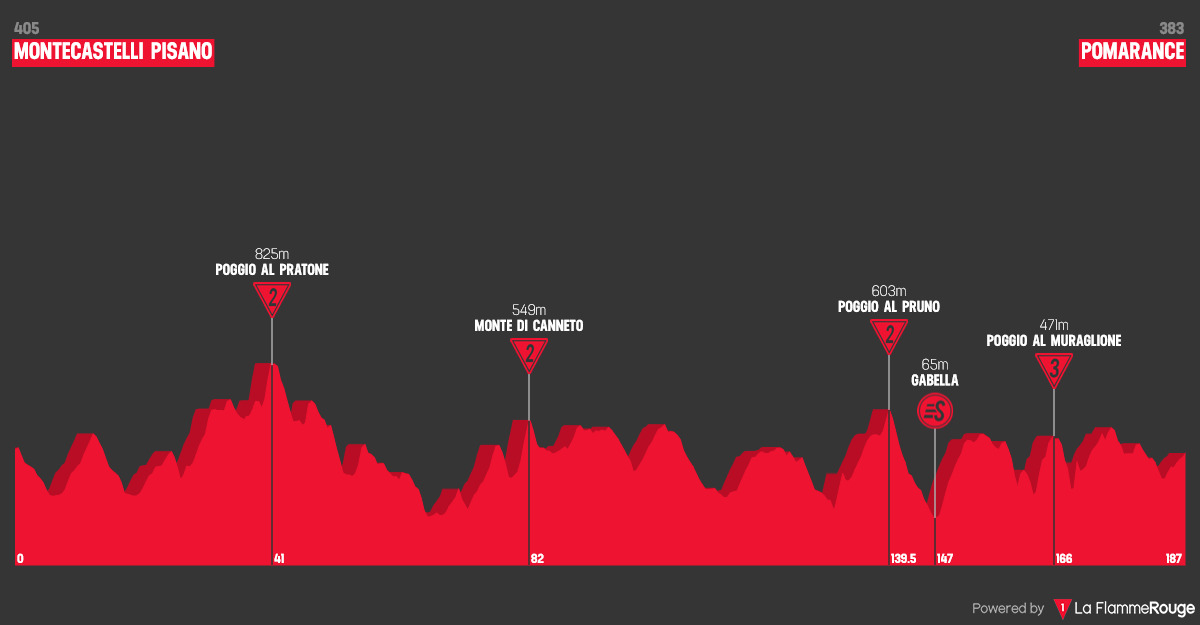 405
MONTECASTELLI PISANO
383
POMARANCE
825m
POGGIO AL PRATONE
2
549m
MONTE DI CANNETO
2
603m
POGGIO AL PRUNO
2
65m
GABELLA
S
471m
POGGIO AL MURAGLIONE
3
0
41
82
139.5
147
166
187
Powered by 1 La FlammeRouge